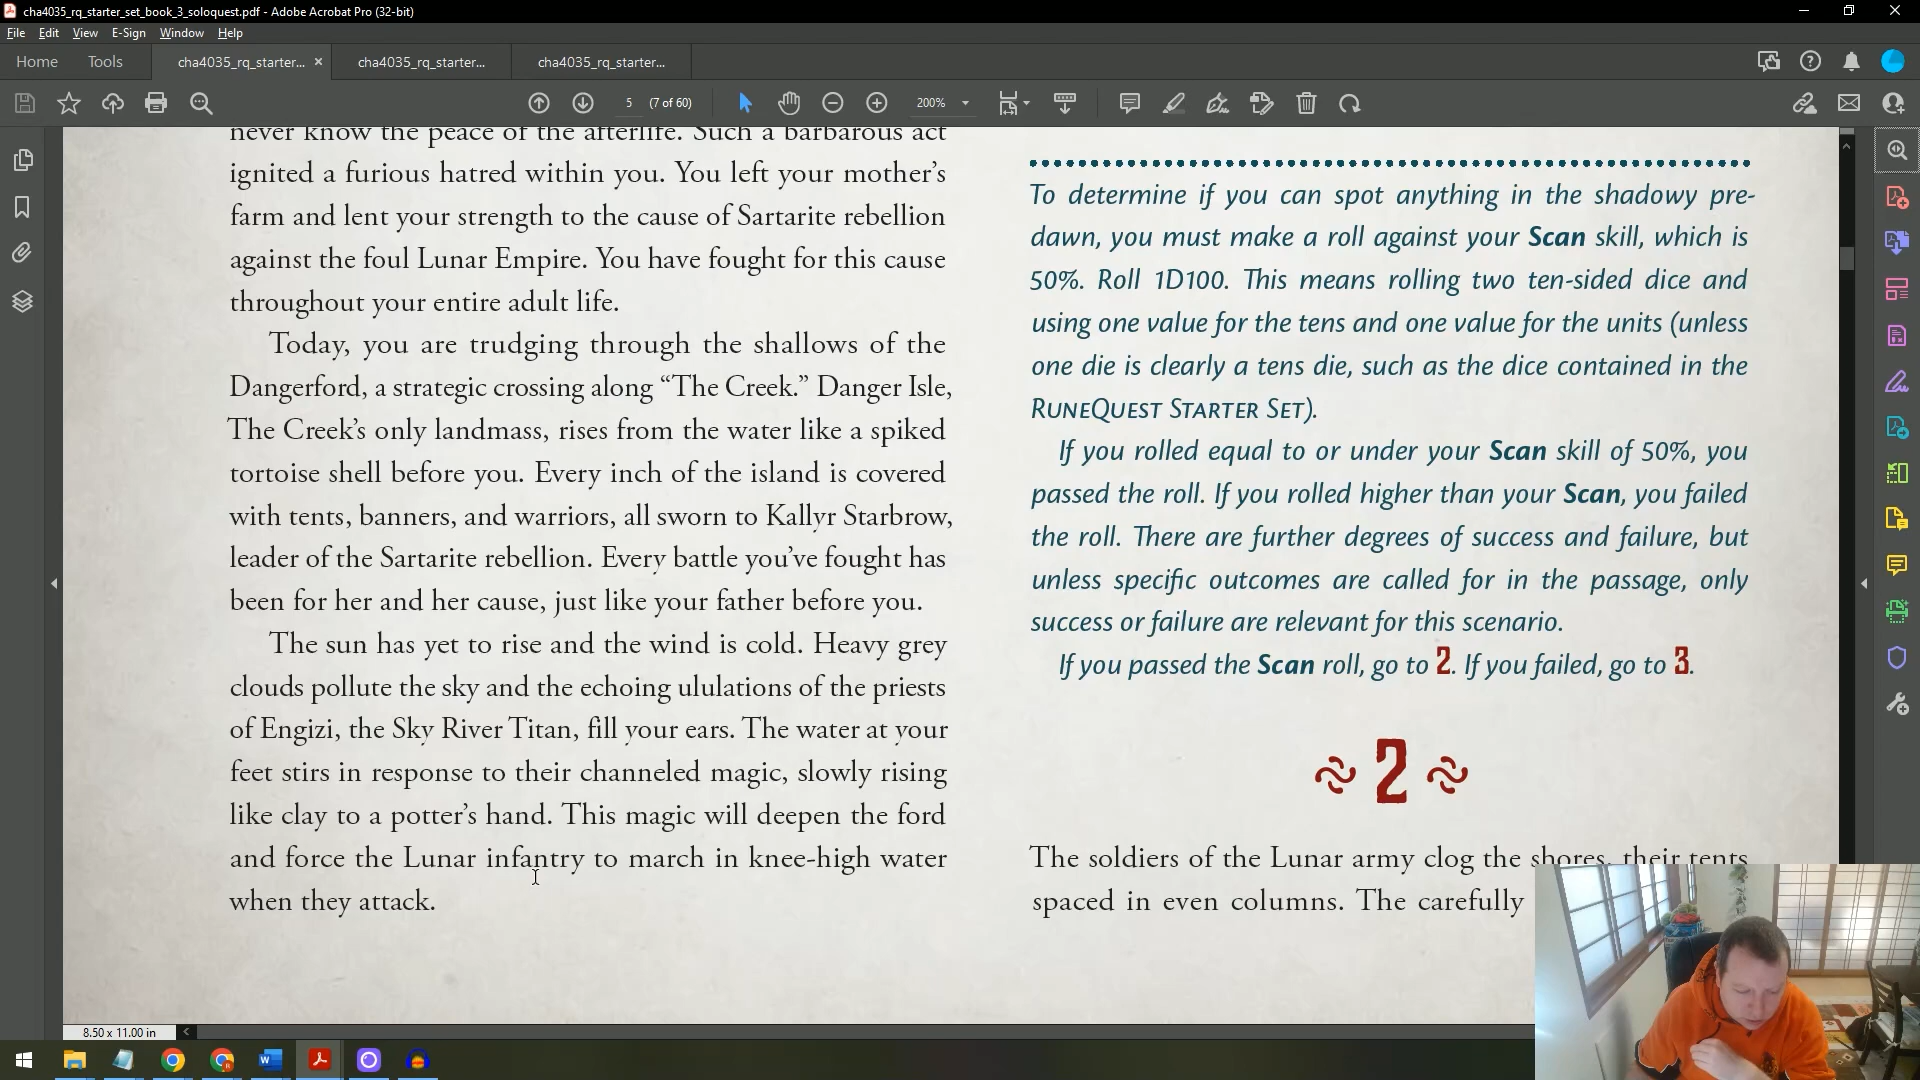 cha4035_rq_starter_set_book_3_soloquest.pdf - Adobe Acrobat Pro (32-bit)
File Edit View E-Sign Window Help
Home Tools cha4035_rq_starter... × cha4035_rq_starter... cha4035_rq_starter...
5 (7 of 60) 200%
never know the peace of the afterlife. Such a barbarous act
ignited a furious hatred within you. You left your mother’s
farm and lent your strength to the cause of Sartarite rebellion
against the foul Lunar Empire. You have fought for this cause
throughout your entire adult life.
Today, you are trudging through the shallows of the
Dangerford, a strategic crossing along “The Creek.” Danger Isle,
The Creek’s only landmass, rises from the water like a spiked
tortoise shell before you. Every inch of the island is covered
with tents, banners, and warriors, all sworn to Kallyr Starbrow,
leader of the Sartarite rebellion. Every battle you’ve fought has
been for her and her cause, just like your father before you.
The sun has yet to rise and the wind is cold. Heavy grey
clouds pollute the sky and the echoing ululations of the priests
of Engizi, the Sky River Titan, fill your ears. The water at your
feet stirs in response to their channeled magic, slowly rising
like clay to a potter’s hand. This magic will deepen the ford
and force the Lunar infantry to march in knee-high water
when they attack.
To determine if you can spot anything in the shadowy pre-
dawn, you must make a roll against your Scan skill, which is
50%. Roll 1D100. This means rolling two ten-sided dice and
using one value for the tens and one value for the units (unless
one die is clearly a tens die, such as the dice contained in the
RUNEQUEST STARTER SET).
If you rolled equal to or under your Scan skill of 50%, you
passed the roll. If you rolled higher than your Scan, you failed
the roll. There are further degrees of success and failure, but
unless specific outcomes are called for in the passage, only
success or failure are relevant for this scenario.
If you passed the Scan roll, go to 2. If you failed, go to 3.
2
The soldiers of the Lunar army clog the shores, their tents
spaced in even columns. The carefully
8.50 x 11.00 in